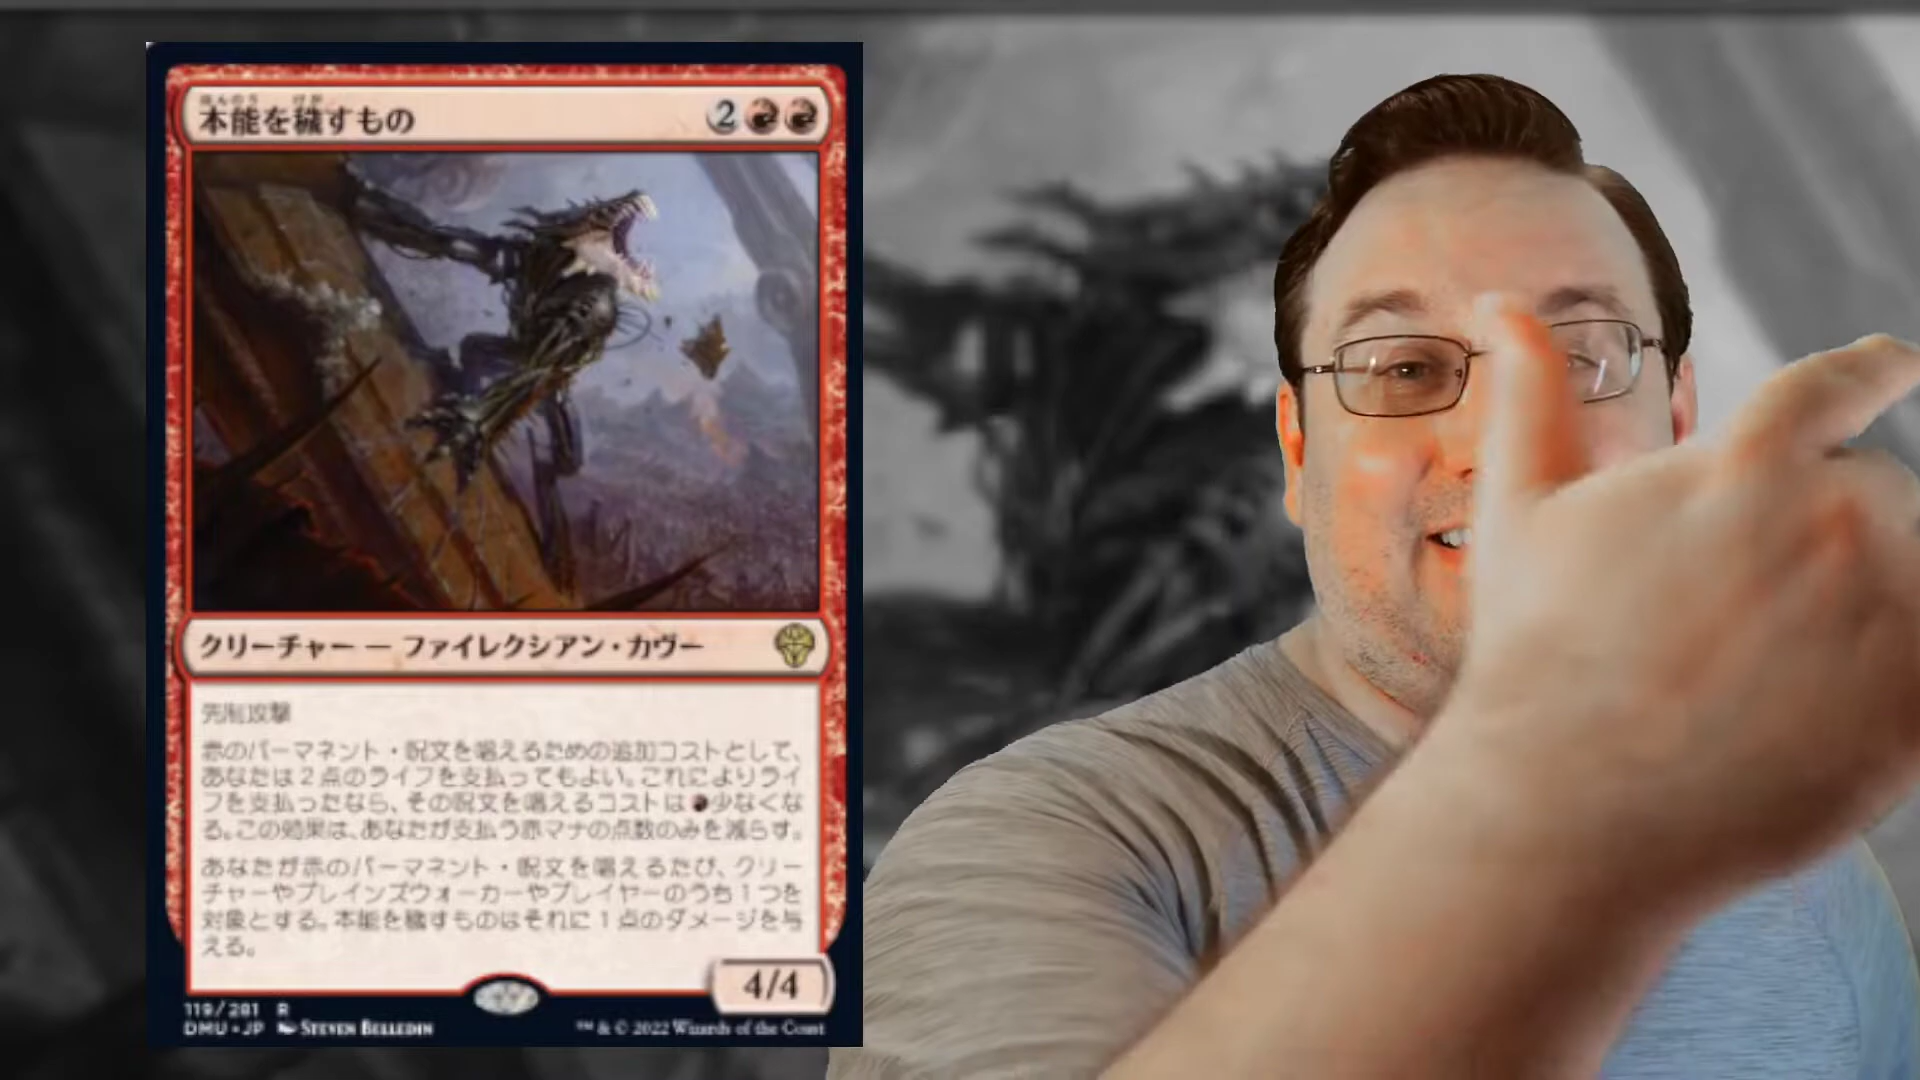 ほんのう けが
本能を穢すもの 2
クリーチャー — ファイレクシアン・カヴー
先制攻撃
赤のパーマネント・呪文を唱えるための追加コストとして、
あなたは2点のライフを支払ってもよい。これによりライ
フを支払ったなら、その呪文を唱えるコストは少なくな
る。この効果は、あなたが支払う赤マナの点数のみを減らす。
あなたが赤のパーマネント・呪文を唱えるたび、クリー
チャーやプレインズウォーカーやプレイヤーのうち1つを
対象とする。本能を穢すものはそれに1点のダメージを与
える。
4/4
119/281 R
DMU • JP Steven Belledin
™ & © 2022 Wizards of the Coast